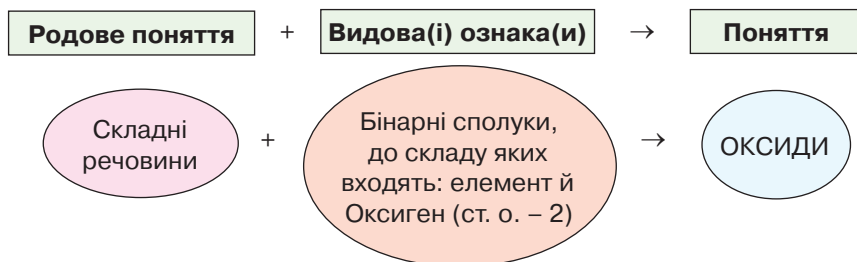 Родове поняття + Видова(і) ознака(и) → Поняття
Складні
речовини
+
Бінарні сполуки,
до складу яких
входять: елемент й
Оксиген (ст. о. – 2)
→
ОКСИДИ